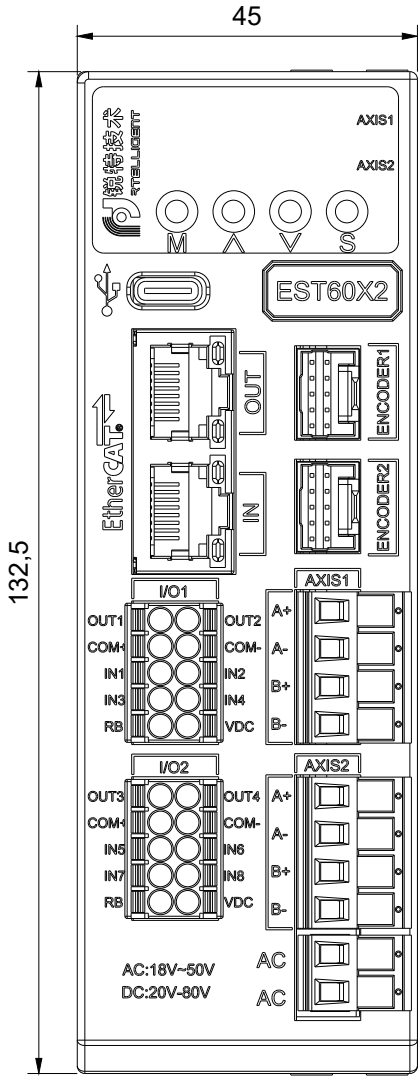 45
132,5
锐特技术
RTELLIGENT
AXIS1
AXIS2
M Λ V S
EST60X2
EtherCAT
OUT
IN
ENCODER1
ENCODER2
I/O1
OUT1 OUT2
COM+ COM-
IN1 IN2
IN3 IN4
RB VDC
AXIS1
A+
A-
B+
B-
I/O2
OUT3 OUT4
COM+ COM-
IN5 IN6
IN7 IN8
RB VDC
AXIS2
A+
A-
B+
B-
AC
AC
AC:18V~50V
DC:20V-80V